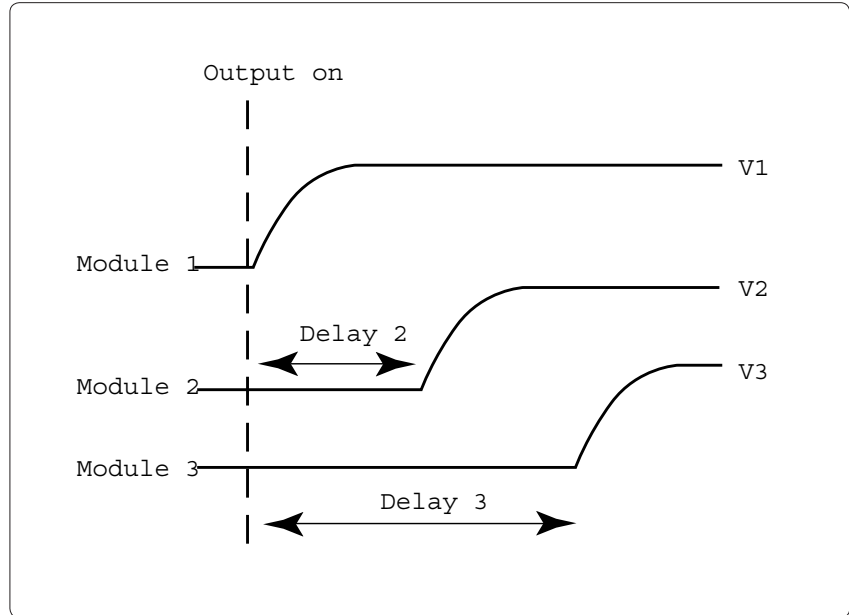 Output on
V1
Module 1
V2
Delay 2
V3
Module 2
Module 3
Delay 3